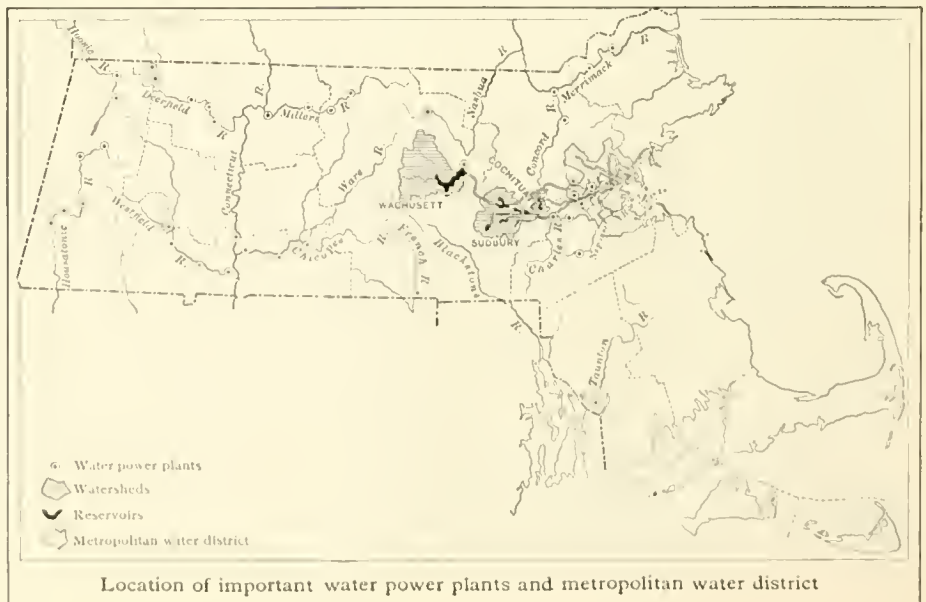 Hoosic
R
Deerfield
R
Millers R
Nashua R
Merrimack
R
Concord
R
COCHITUATE
Ware R
Connecticut
WACHUSETT
SUDBURY
Westfield
R.
Housatonic R
Chicopee R.
French R
Blackstone
R.
Charles R
Taunton R
Water power plants
Watersheds
Reservoirs
Metropolitan water district
Location of important water power plants and metropolitan water district